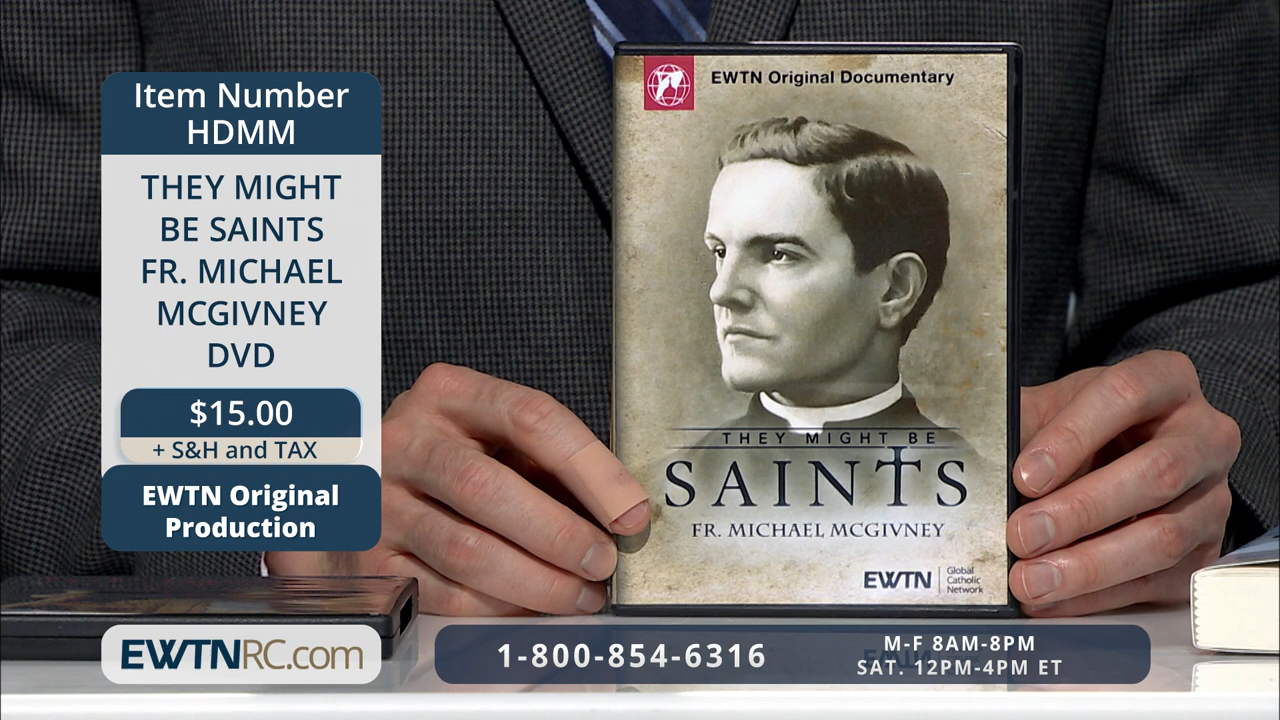 Item Number
HDMM
THEY MIGHT
BE SAINTS
FR. MICHAEL
MCGIVNEY
DVD
$15.00
+ S&H and TAX
EWTN Original
Production
EWTN Original Documentary
THEY MIGHT BE
SAINTS
FR. MICHAEL MCGIVNEY
EWTN
Global
Catholic
Network
EWTNRC.com
1-800-854-6316
M-F 8AM-8PM
SAT. 12PM-4PM ET